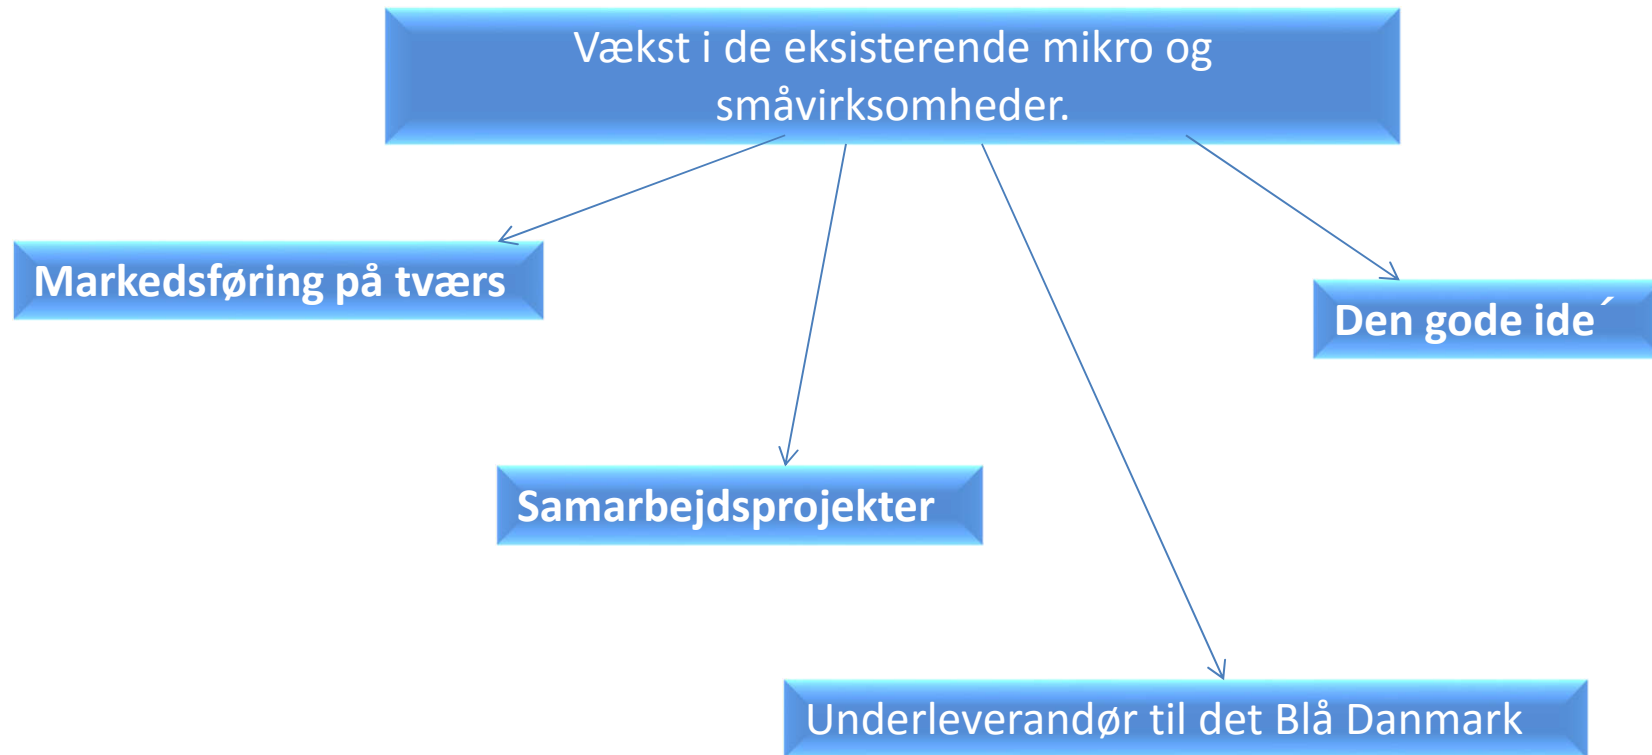 Vækst i de eksisterende mikro og
småvirksomheder.
Markedsføring på tværs
Den gode ide´
Samarbejdsprojekter
Underleverandør til det Blå Danmark